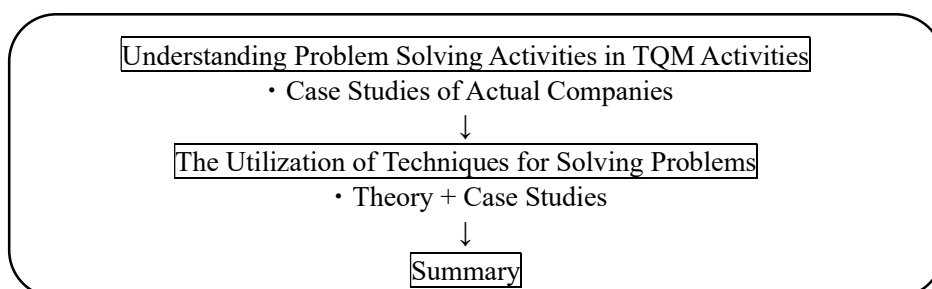 Understanding Problem Solving Activities in TQM Activities
・Case Studies of Actual Companies
↓
The Utilization of Techniques for Solving Problems
・Theory + Case Studies
↓
Summary